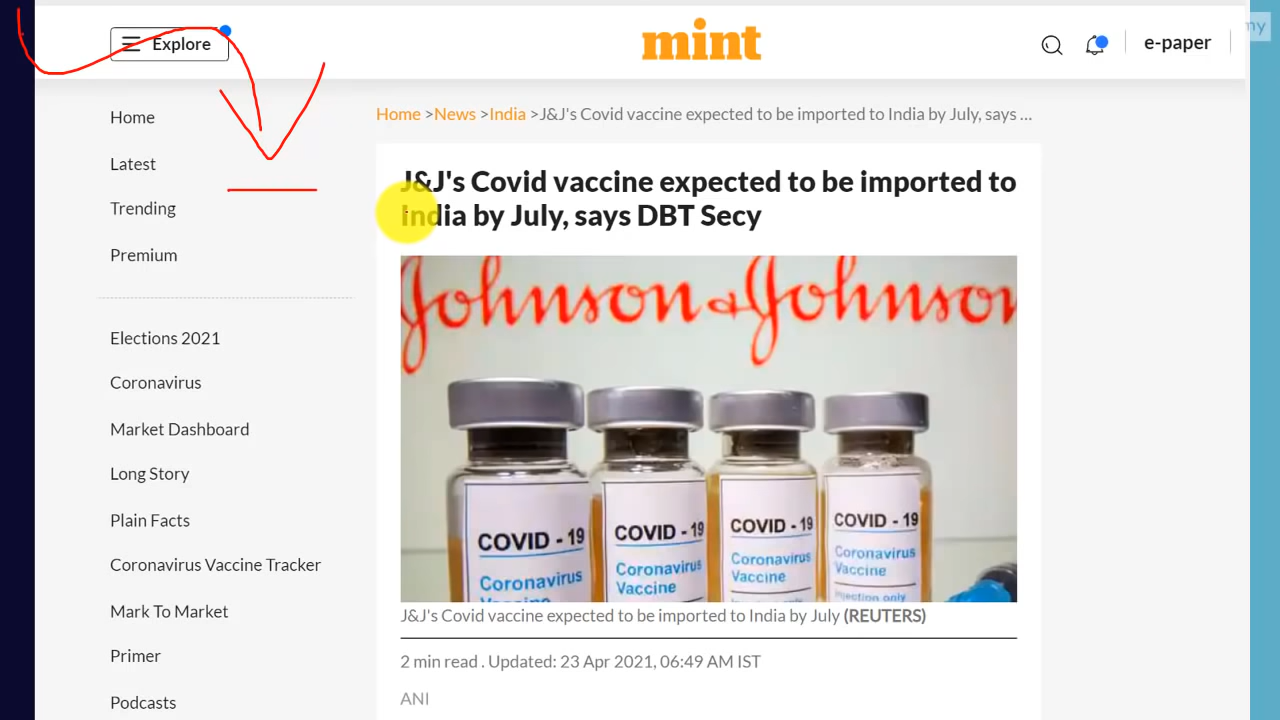 Explore
mint
e-paper
my
Home
Latest
Trending
Premium
Elections 2021
Coronavirus
Market Dashboard
Long Story
Plain Facts
Coronavirus Vaccine Tracker
Mark To Market
Primer
Podcasts
Home >News >India >J&J's Covid vaccine expected to be imported to India by July, says ...
J&J's Covid vaccine expected to be imported to
India by July, says DBT Secy
Johnson & Johnson
COVID - 19
Coronavirus
Vaccine
COVID - 19
Coronavirus
Vaccine
COVID - 19
Coronavirus
Vaccine
COVID - 19
Coronavirus
Vaccine
Injection only
J&J's Covid vaccine expected to be imported to India by July (REUTERS)
2 min read . Updated: 23 Apr 2021, 06:49 AM IST
ANI